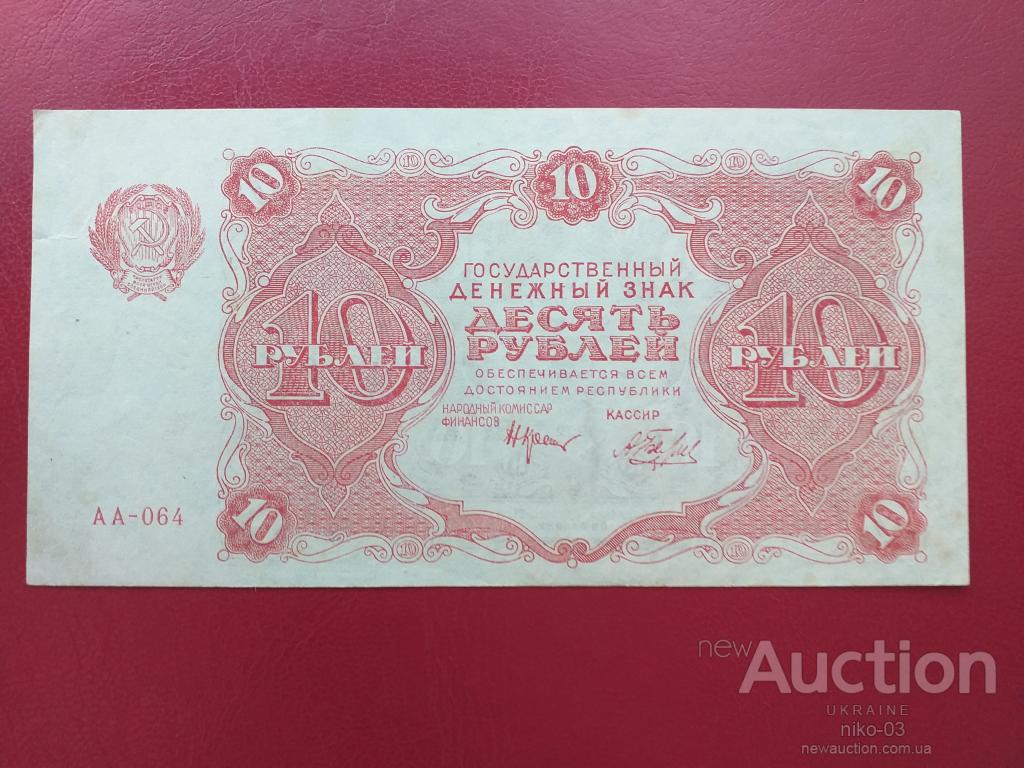 10 10 10
ГОСУДАРСТВЕННЫЙ
ДЕНЕЖНЫЙ ЗНАК
ДЕСЯТЬ
РУБЛЕЙ
10 РУБЛЕЙ
10 РУБЛЕЙ
ОБЕСПЕЧИВАЕТСЯ ВСЕМ
ДОСТОЯНИЕМ РЕСПУБЛИКИ
НАРОДНЫЙ КОМИССАР
ФИНАНСОВ
КАССИР
АА-064
10 10
new Auction
UKRAINE
niko-03
newauction.com.ua